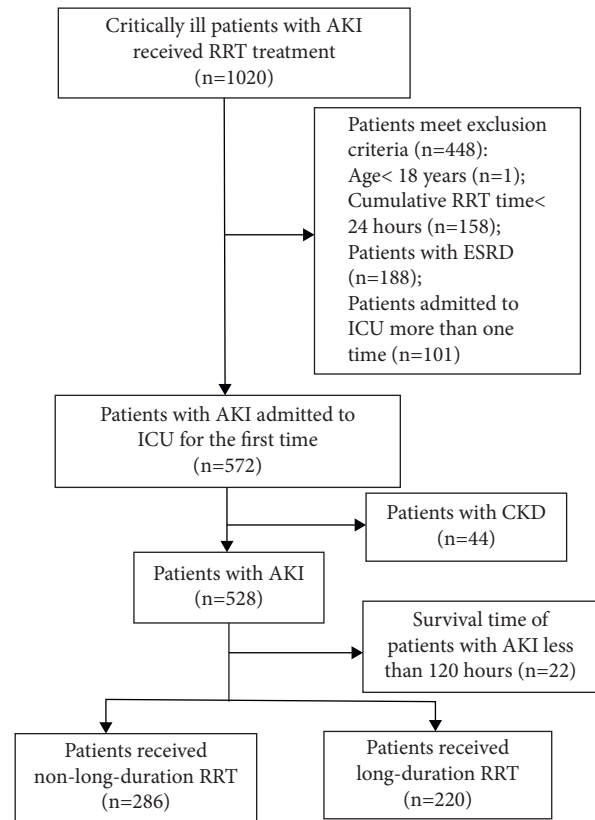 Critically ill patients with AKI
received RRT treatment
(n=1020)
Patients meet exclusion
criteria (n=448):
Age< 18 years (n=1);
Cumulative RRT time<
24 hours (n=158);
Patients with ESRD
(n=188);
Patients admitted to
ICU more than one
time (n=101)
Patients with AKI admitted to
ICU for the first time
(n=572)
Patients with CKD
(n=44)
Patients with AKI
(n=528)
Survival time of
patients with AKI less
than 120 hours (n=22)
Patients received
non-long-duration RRT
(n=286)
Patients received
long-duration RRT
(n=220)